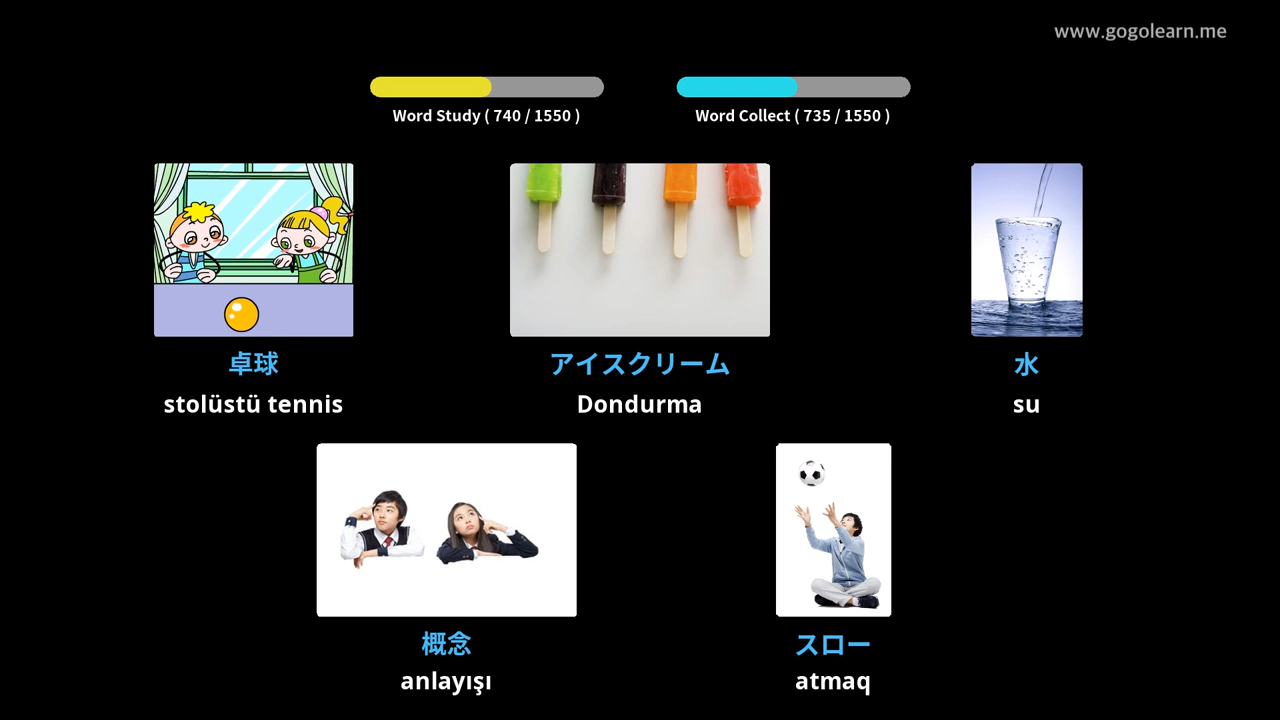 www.gogolearn.me
Word Study ( 740 / 1550 )
Word Collect ( 735 / 1550 )
卓球
アイスクリーム
水
stolüstü tennis
Dondurma
su
概念
スロー
anlayışı
atmaq